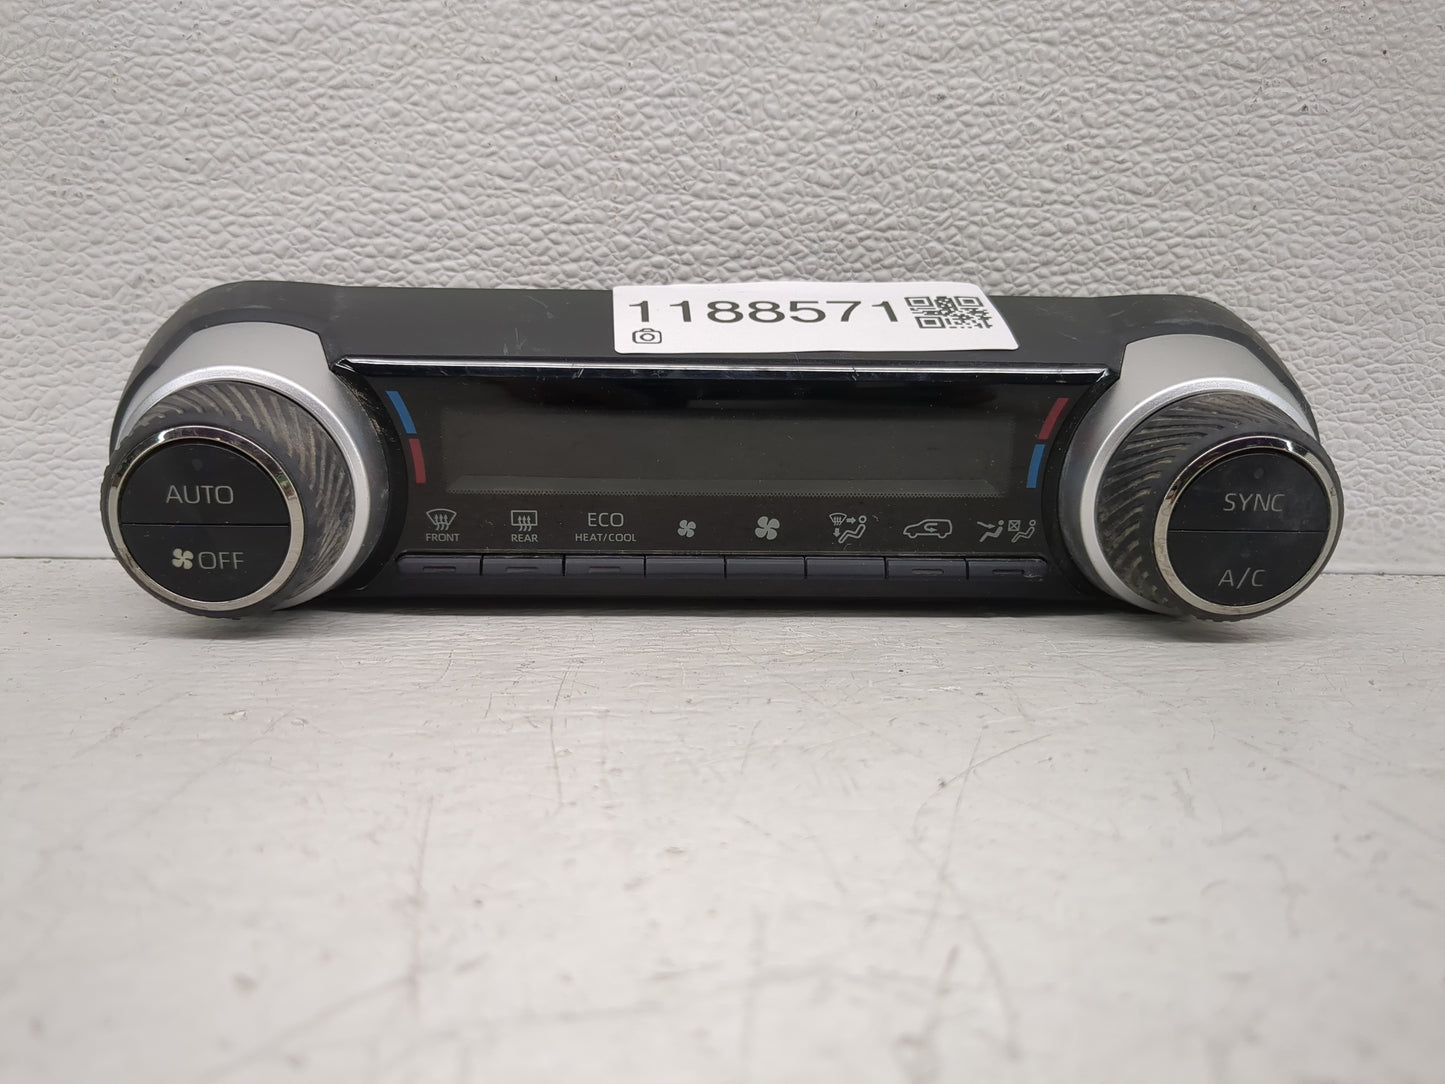 1188571
AUTO
OFF
FRONT
REAR
ECO
HEAT/COOL
SYNC
A/C